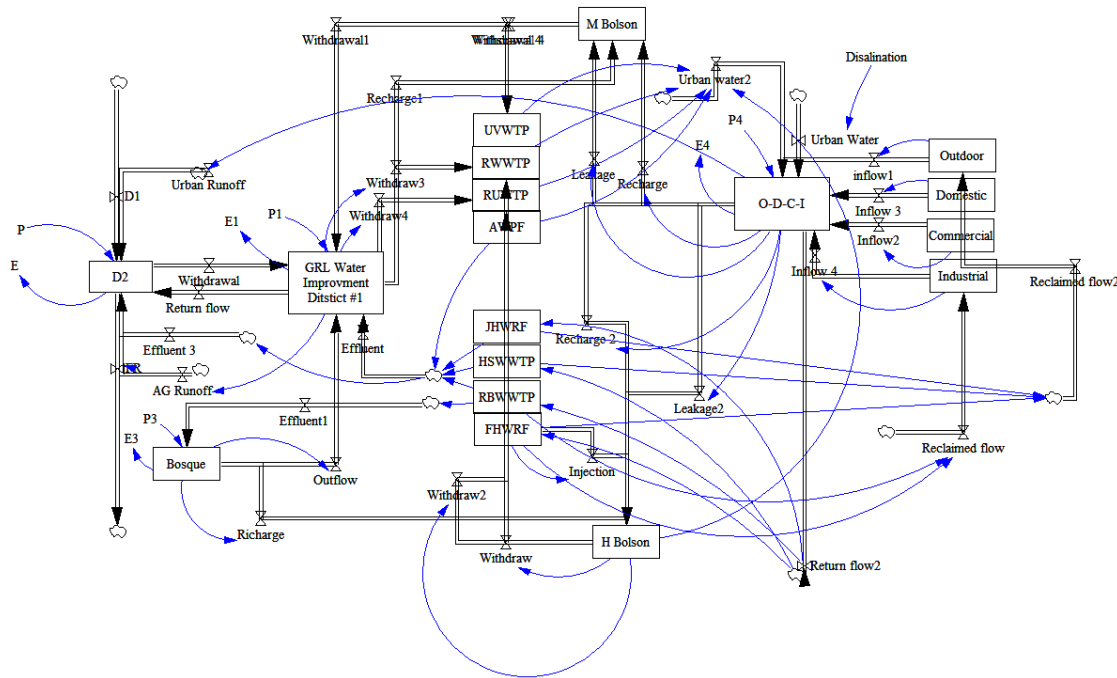 M Bolson
Withdrawal1
Withdrawal 4
Disalination
Urban water2
Recharge1
P4
UVWTP
Urban Water
E4
RWWTP
Leakage
Recharge
inflow1
Outdoor
Urban Runoff
Withdraw3
D1
RUWTP
O-D-C-I
Domestic
Inflow 3
P1
E1
Withdraw4
AWPF
Commercial
Inflow2
P
E
D2
Withdrawal
GRL Water
Improvment
Ditstict #1
Inflow 4
Industrial
Reclaimed flow2
Return flow
JHWRF
Effluent
Recharge 2
Effluent 3
HSWWTP
AG Runoff
RBWWTP
Leakage2
Effluent1
P3
FHWRF
E3
Bosque
Outflow
Injection
Reclaimed flow
Withdraw2
Richarge
H Bolson
Withdraw
Return flow2